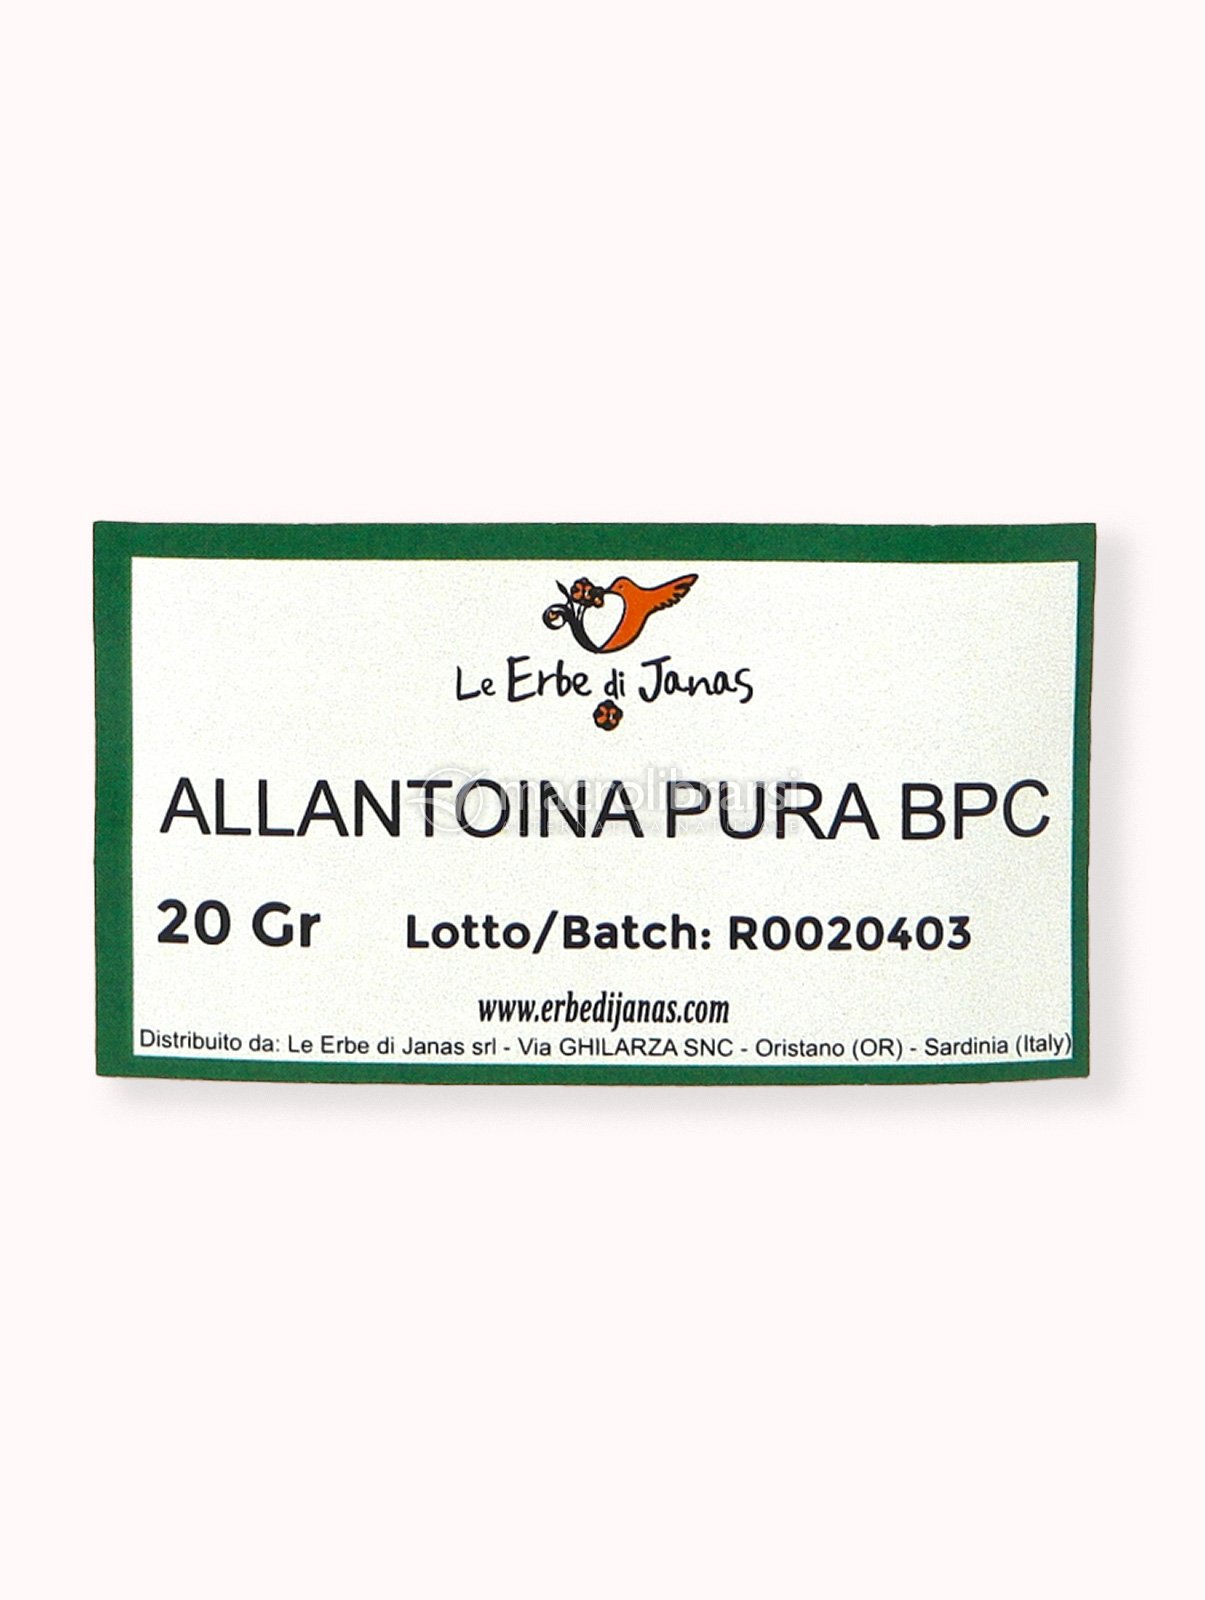 Le Erbe di Janas
ALLANTOINA PURA BPC
macrolibrarsi
20 Gr Lotto/Batch: R0020403
www.erbedijanas.com
Distribuito da: Le Erbe di Janas srl - Via GHILARZA SNC - Oristano (OR) - Sardinia (Italy)